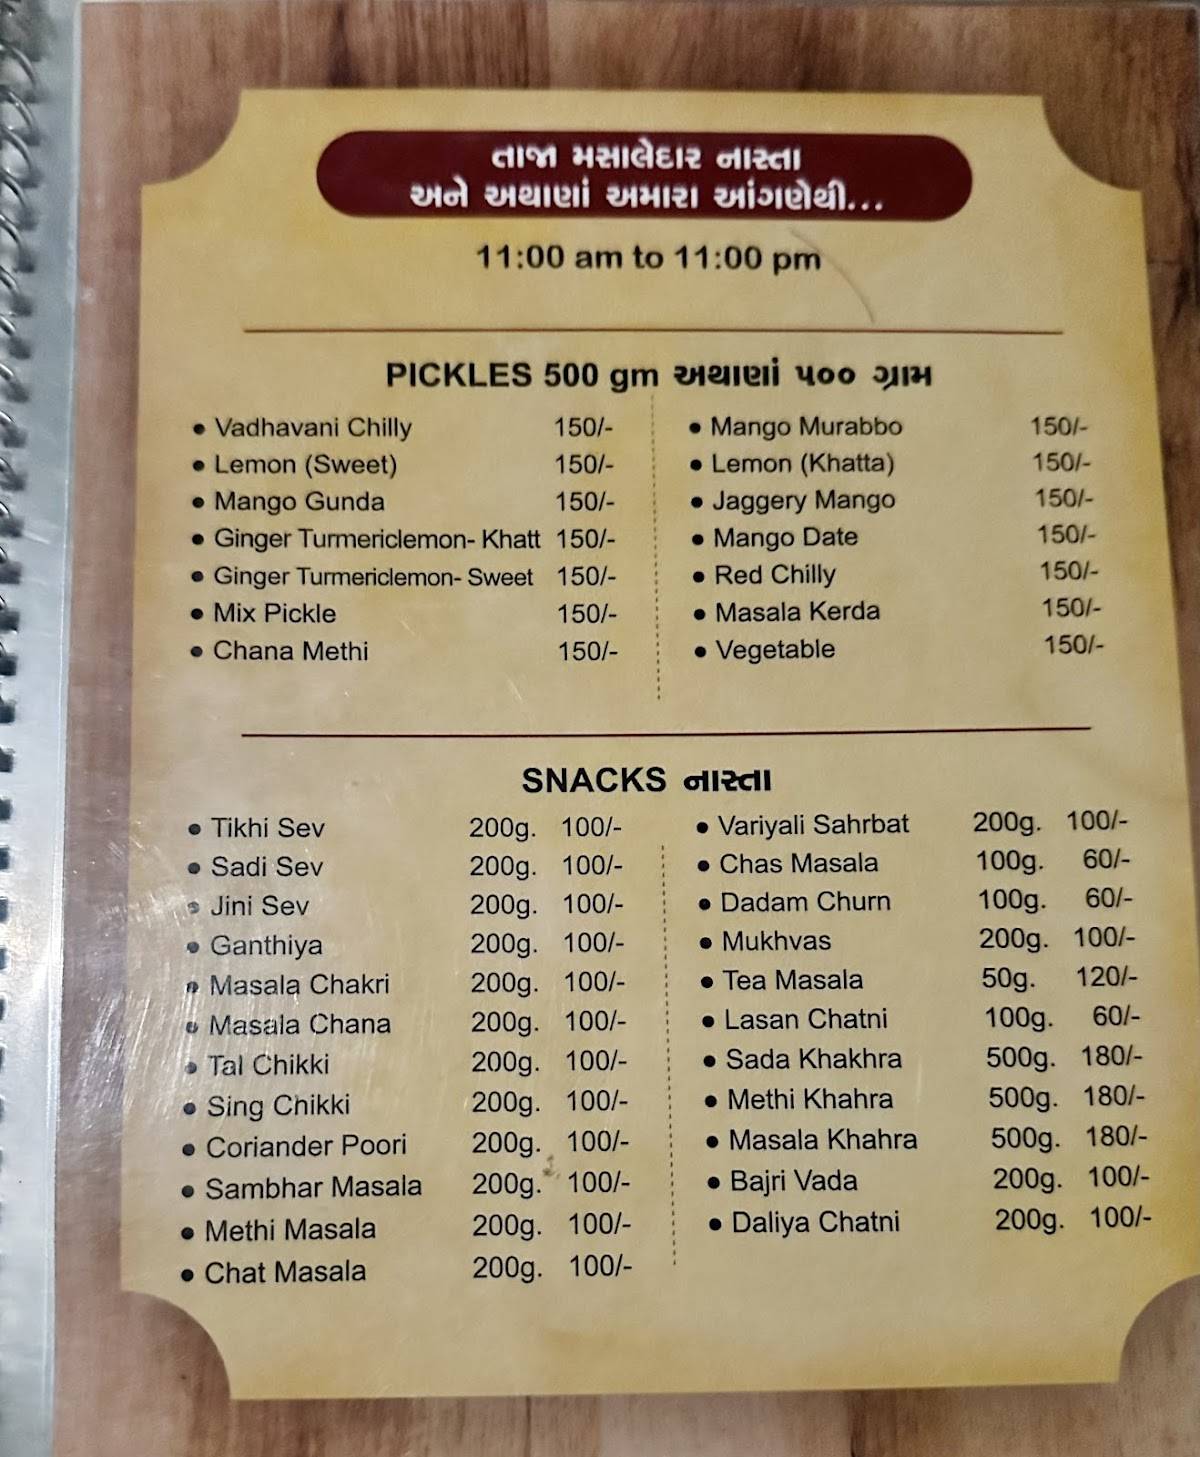 તાજા મસાલેદાર નાસ્તા
અને અથાણાં અમારા આંગણેથી...
11:00 am to 11:00 pm
PICKLES 500 gm અથાણાં ૫૦૦ ગ્રામ
• Vadhavani Chilly 150/-
• Lemon (Sweet) 150/-
• Mango Gunda 150/-
• Ginger Turmericlemon- Khatt 150/-
• Ginger Turmericlemon- Sweet 150/-
• Mix Pickle 150/-
• Chana Methi 150/-
• Mango Murabbo 150/-
• Lemon (Khatta) 150/-
• Jaggery Mango 150/-
• Mango Date 150/-
• Red Chilly 150/-
• Masala Kerda 150/-
• Vegetable 150/-
SNACKS નાસ્તા
• Tikhi Sev 200g. 100/-
• Sadi Sev 200g. 100/-
• Jini Sev 200g. 100/-
• Ganthiya 200g. 100/-
• Masala Chakri 200g. 100/-
• Masala Chana 200g. 100/-
• Tal Chikki 200g. 100/-
• Sing Chikki 200g. 100/-
• Coriander Poori 200g. 100/-
• Sambhar Masala 200g. 100/-
• Methi Masala 200g. 100/-
• Chat Masala 200g. 100/-
• Variyali Sahrbat 200g. 100/-
• Chas Masala 100g. 60/-
• Dadam Churn 100g. 60/-
• Mukhvas 200g. 100/-
• Tea Masala 50g. 120/-
• Lasan Chatni 100g. 60/-
• Sada Khakhra 500g. 180/-
• Methi Khahra 500g. 180/-
• Masala Khahra 500g. 180/-
• Bajri Vada 200g. 100/-
• Daliya Chatni 200g. 100/-